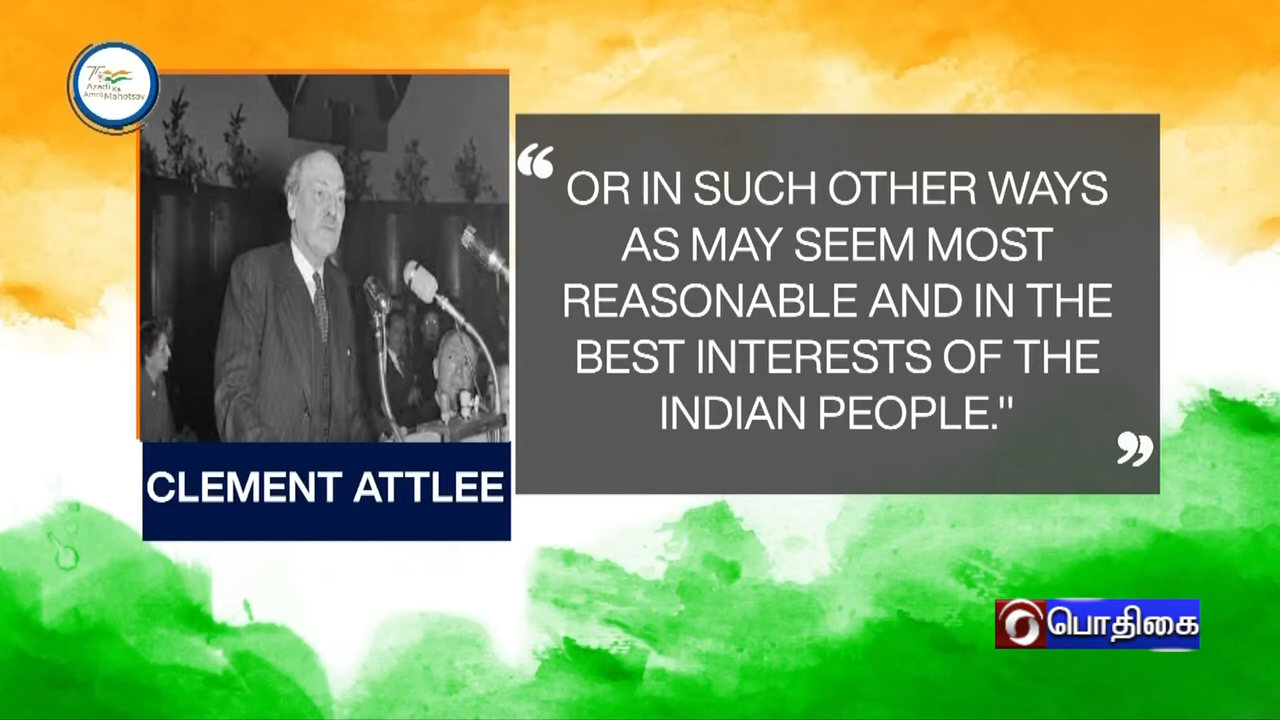 75
Azadi Ka
Amrit Mahotsav
“
OR IN SUCH OTHER WAYS
AS MAY SEEM MOST
REASONABLE AND IN THE
BEST INTERESTS OF THE
INDIAN PEOPLE."
”
CLEMENT ATTLEE
பொதிகை